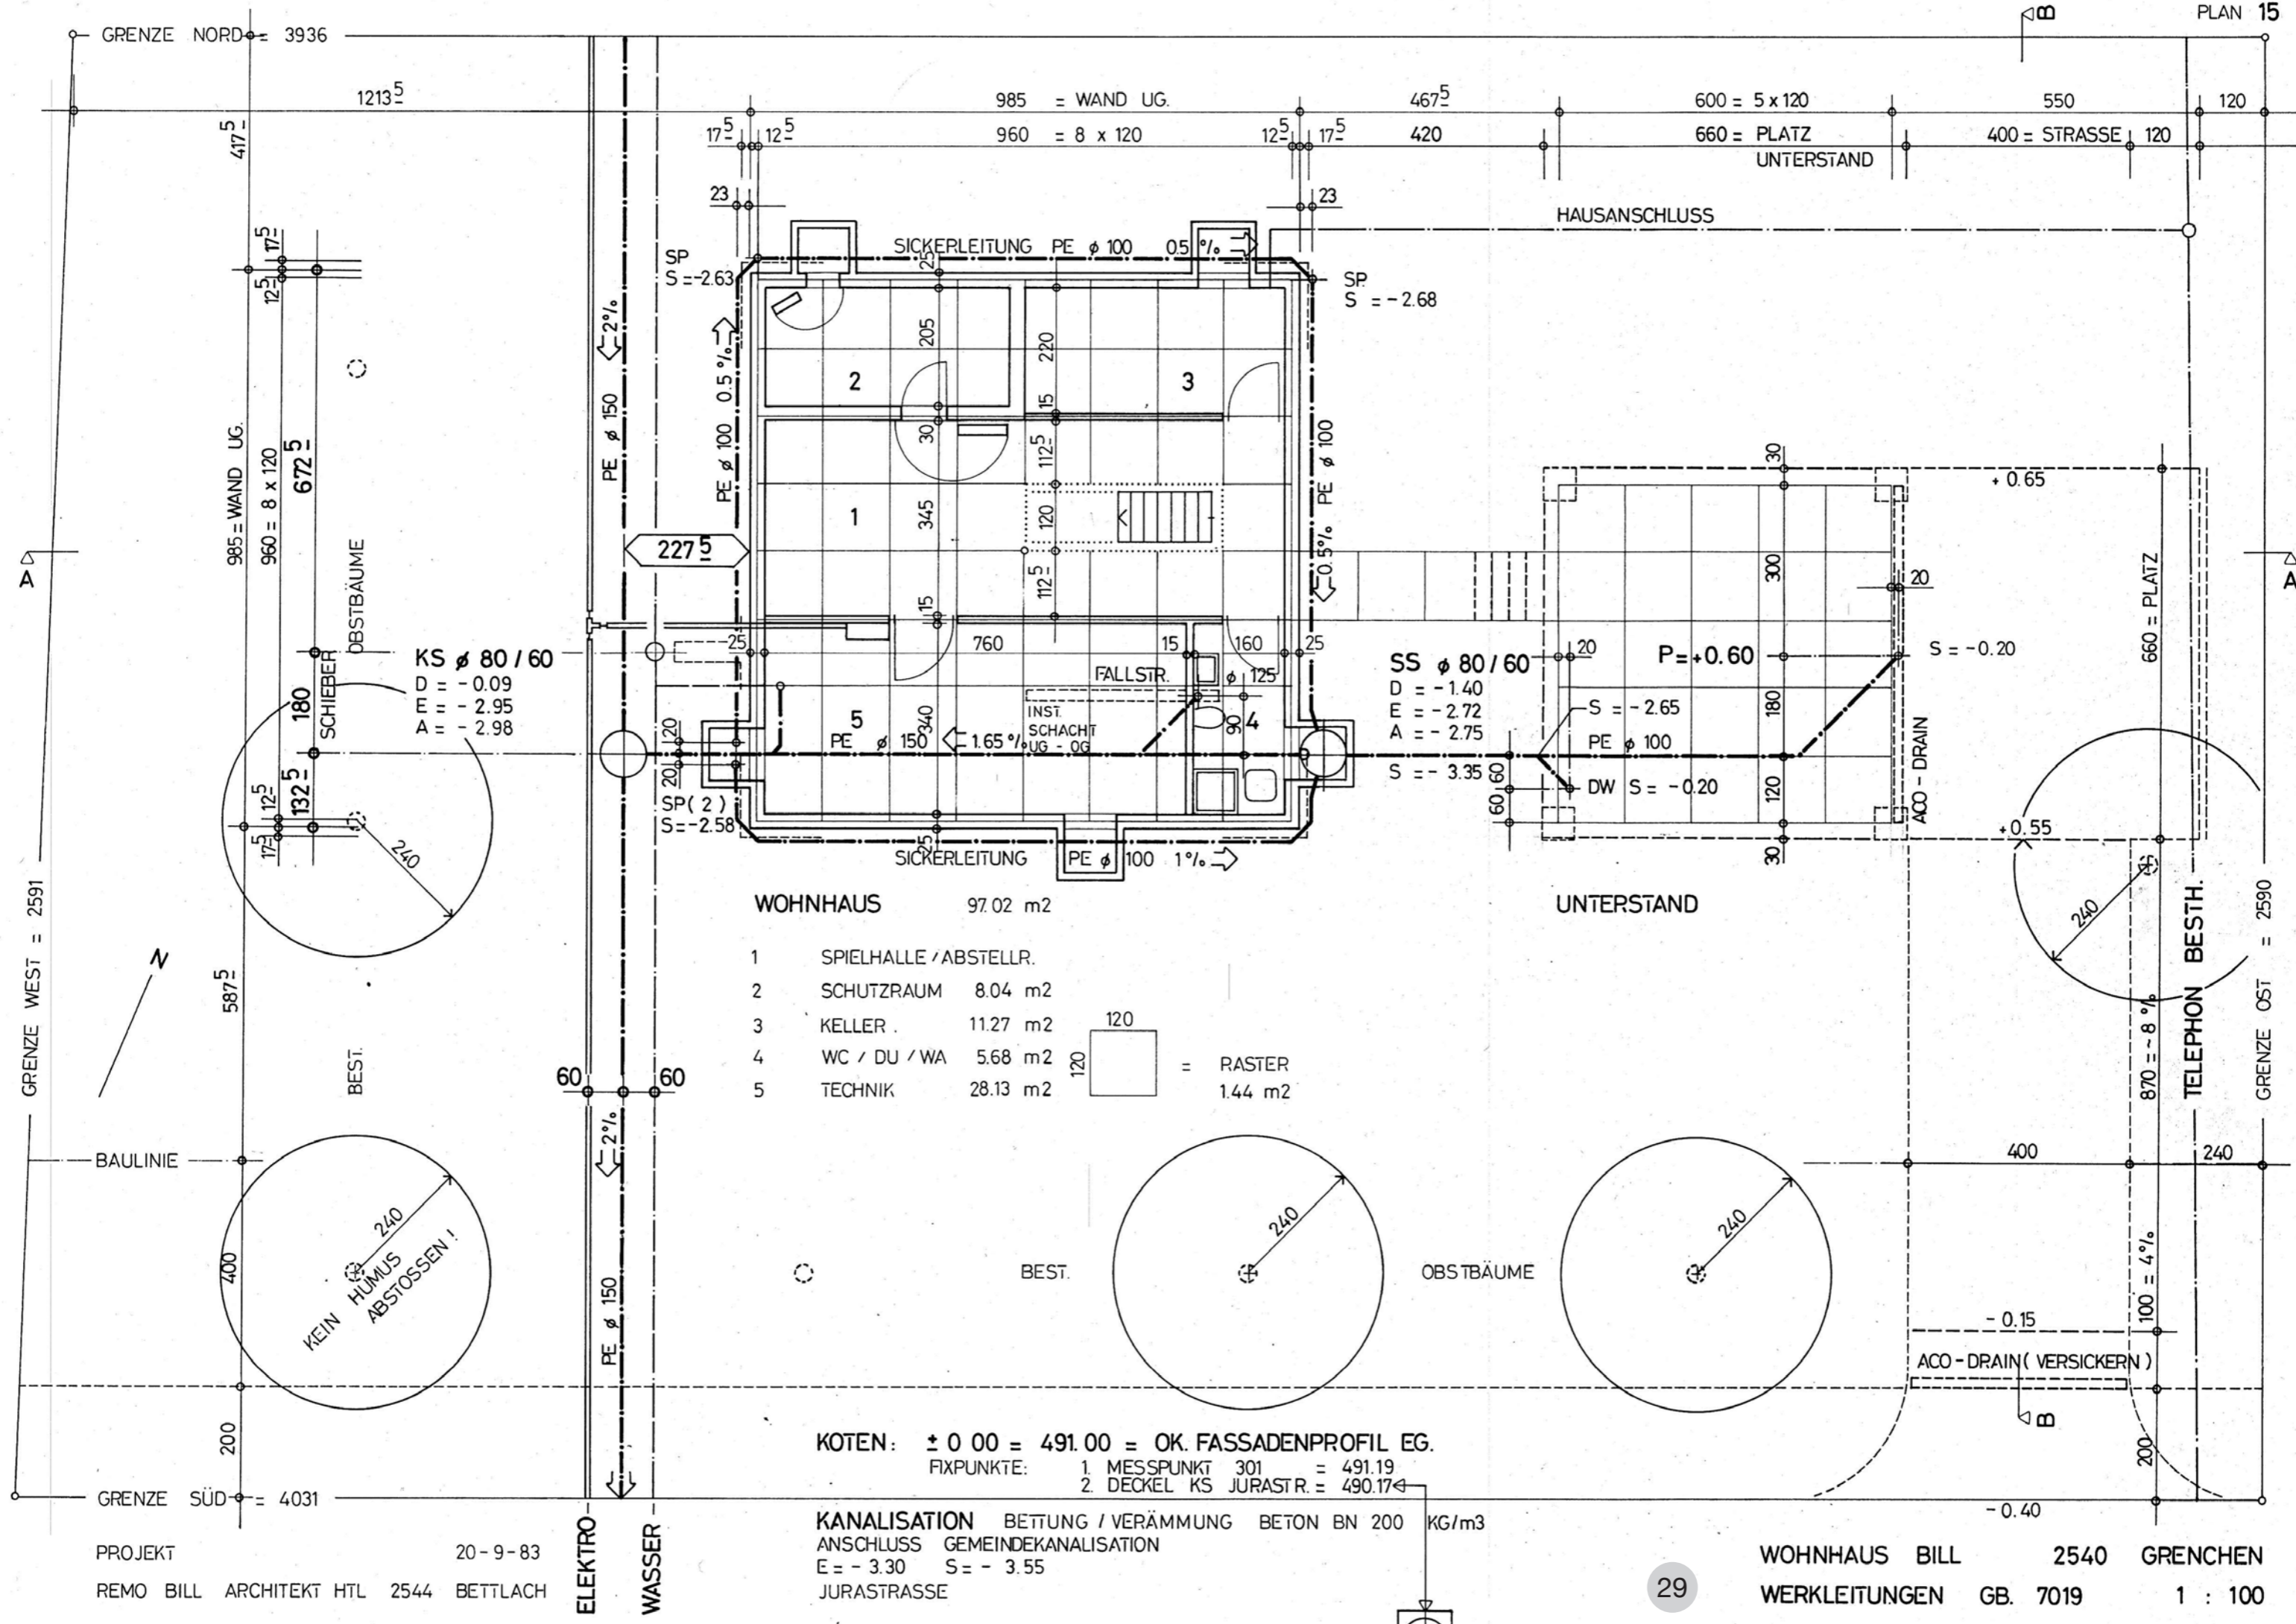 PLAN 15
B
GRENZE NORD = 3936
1213 5
985 = WAND UG.
467 5
600 = 5 x 120
550
120
17 5
12 5
960 = 8 x 120
12 5
17 5
420
660 = PLATZ
UNTERSTAND
400 = STRASSE
120
417 5
23
23
HAUSANSCHLUSS
SICKERLEITUNG PE ø 100 0.5 %
SP
S = -2.63
SP.
S = -2.68
17 5
12 5
25
2%
PE ø 150
PE ø 100 0.5 %
205
220
2
3
15
30
112 5
985 = WAND UG.
960 = 8 x 120
672 5
OBSTBÄUME
PE ø 100
0.5%
1
345
120
227 5
112 5
15
30
+ 0.65
300
20
660 = PLATZ
A
A
25
760
15
160
25
KS ø 80 / 60
D = - 0.09
E = - 2.95
A = - 2.98
SCHIEBER
180
FALLSTR.
ø 125
SS ø 80 / 60
D = - 1.40
E = - 2.72
A = - 2.75
S = - 3.35
20
P = +0.60
S = -0.20
S = -2.65
180
PE ø 100
DW S = -0.20
120
ACO - DRAIN
60
60
5
340
INST.
SCHACHT
UG - OG
90
4
PE ø 150
1.65 %
20
20
SP ( 2 )
S = -2.58
132 5
12 5
17 5
240
25
SICKERLEITUNG PE ø 100 1%
+0.55
30
240
WOHNHAUS 97.02 m2
UNTERSTAND
1 SPIELHALLE / ABSTELLR.
2 SCHUTZRAUM 8.04 m2
3 KELLER . 11.27 m2
4 WC / DU / WA 5.68 m2
5 TECHNIK 28.13 m2
120
120
= RASTER
1.44 m2
GRENZE WEST = 2591
N
587 5
BEST.
60
60
2%
870 = -8 %
TELEPHON BESTH.
GRENZE OST = 2590
BAULINIE
400
240
400
240
KEIN HUMUS
ABSTOSSEN !
PE ø 150
BEST.
240
OBSTBÄUME
240
100 = 4%
- 0.15
ACO - DRAIN ( VERSICKERN )
B
200
200
KOTEN: ± 0 00 = 491.00 = OK. FASSADENPROFIL EG.
FIXPUNKTE: 1. MESSPUNKT 301 = 491.19
2. DECKEL KS JURASTR. = 490.17
GRENZE SÜD = 4031
- 0.40
KANALISATION BETTUNG / VERÄMMUNG BETON BN 200 KG/m3
ANSCHLUSS GEMEINDEKANALISATION
E = - 3.30 S = - 3.55
JURASTRASSE
ELEKTRO
WASSER
PROJEKT 20-9-83
REMO BILL ARCHITEKT HTL 2544 BETTLACH
29
WOHNHAUS BILL 2540 GRENCHEN
WERKLEITUNGEN GB. 7019 1 : 100